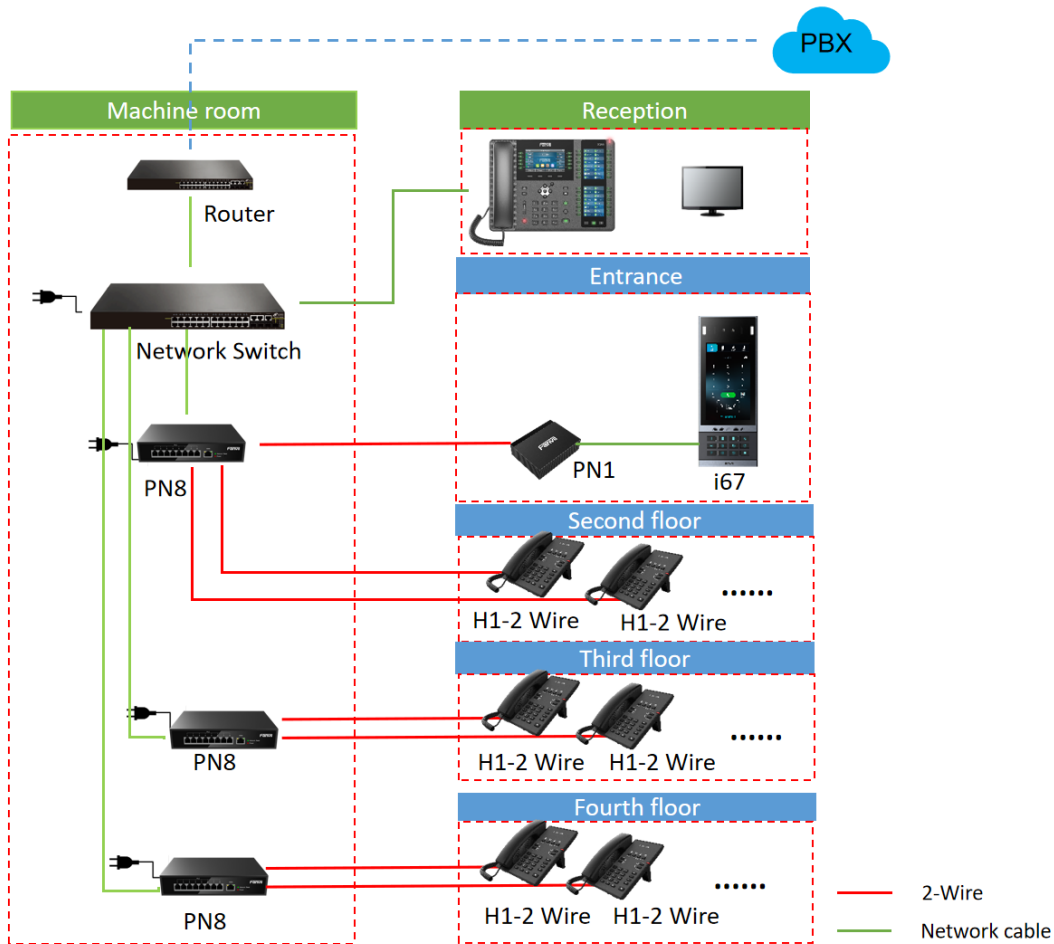 PBX
Machine room
Reception
Router
Entrance
Network Switch
PN8
PN1
i67
Second floor
H1-2 Wire
H1-2 Wire
......
Third floor
PN8
H1-2 Wire
H1-2 Wire
......
Fourth floor
PN8
H1-2 Wire
H1-2 Wire
......
2-Wire
Network cable